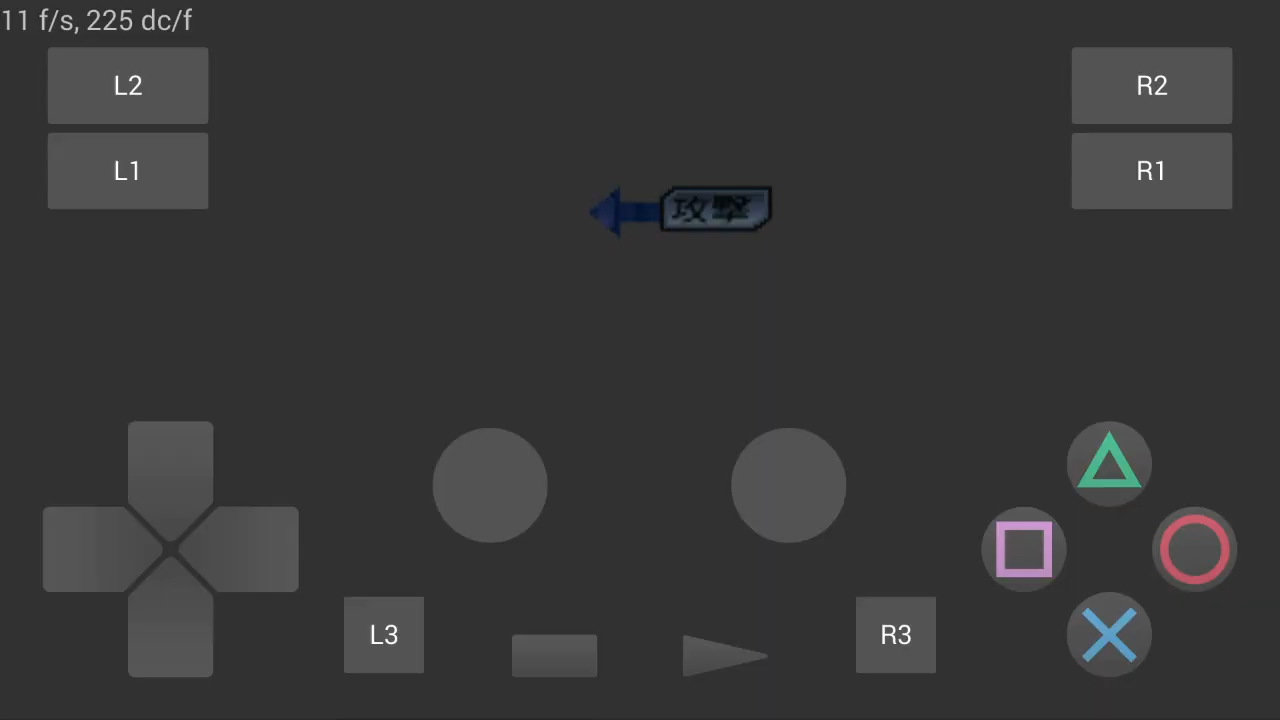 11 f/s, 225 dc/f
L2
R2
L1
R1
攻撃
L3
R3